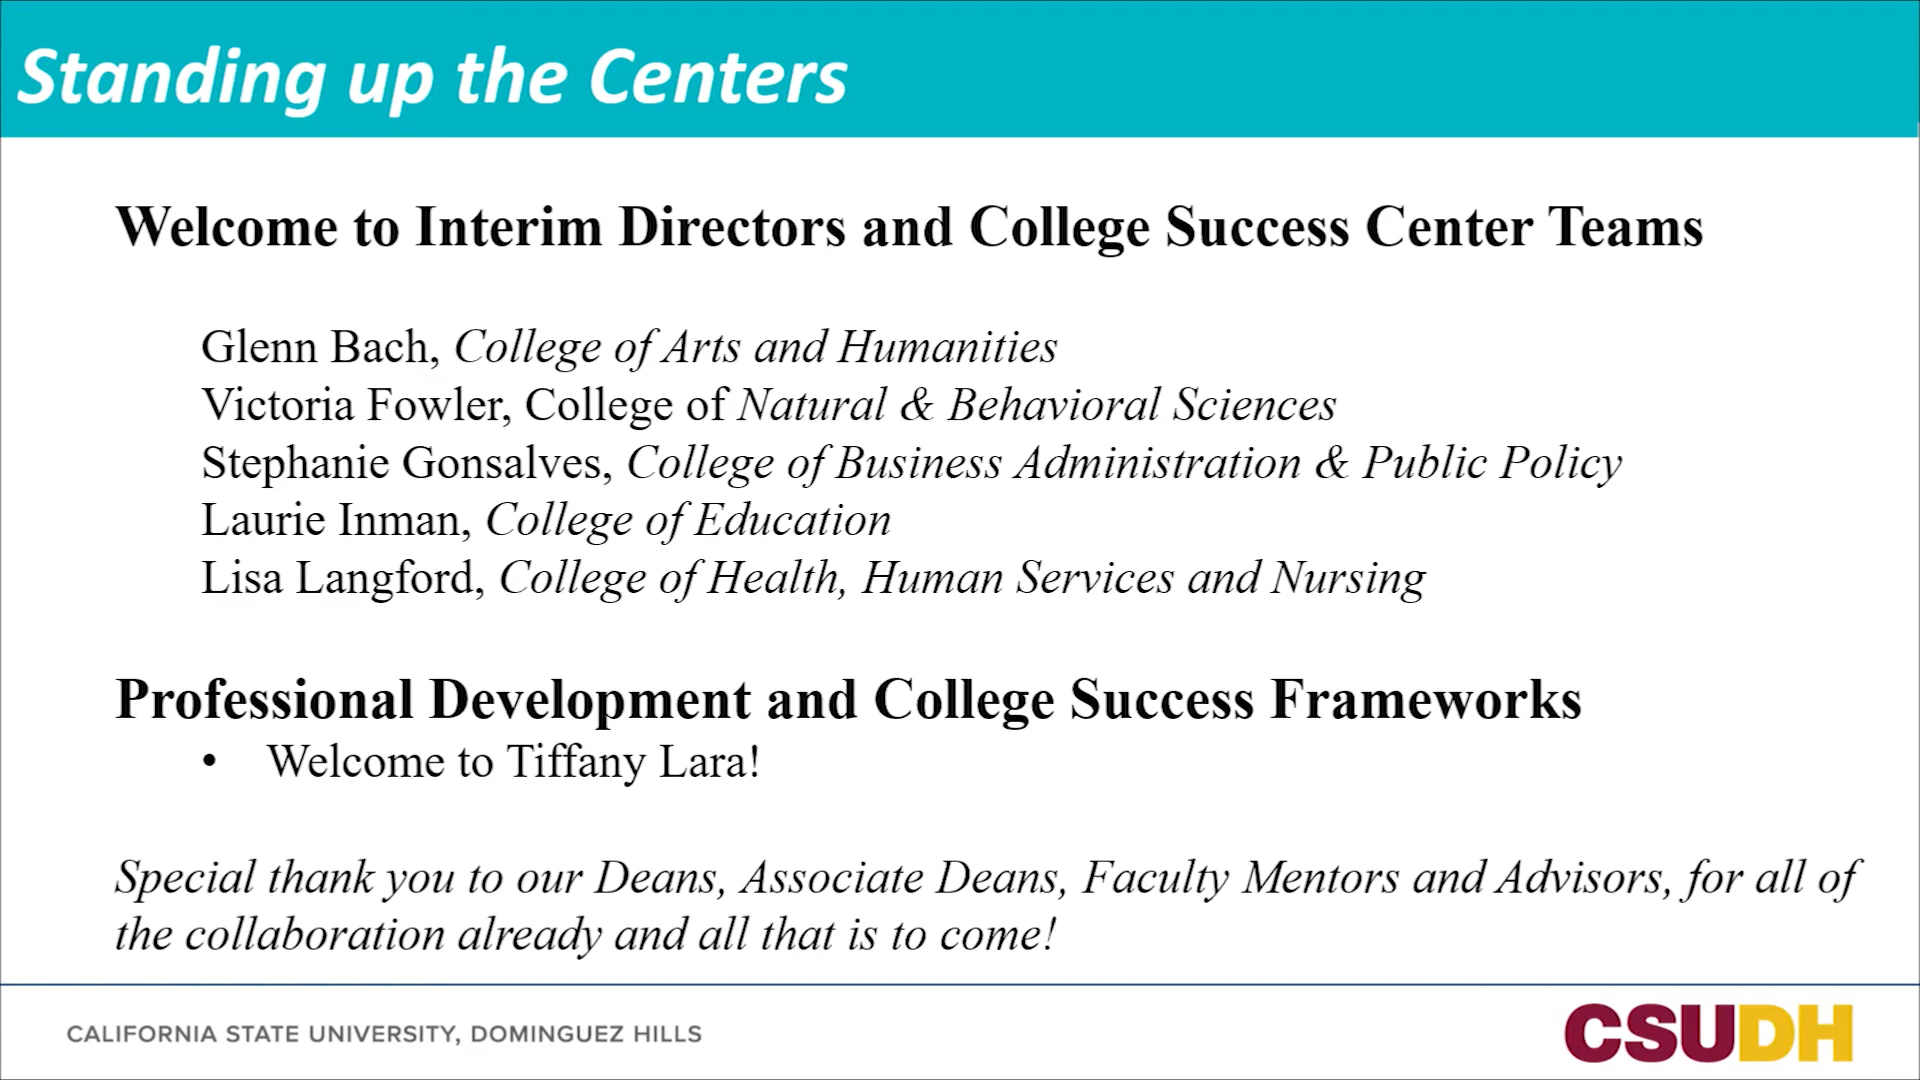 Standing up the Centers
Welcome to Interim Directors and College Success Center Teams
Glenn Bach, College of Arts and Humanities
Victoria Fowler, College of Natural & Behavioral Sciences
Stephanie Gonsalves, College of Business Administration & Public Policy
Laurie Inman, College of Education
Lisa Langford, College of Health, Human Services and Nursing
Professional Development and College Success Frameworks
• Welcome to Tiffany Lara!
Special thank you to our Deans, Associate Deans, Faculty Mentors and Advisors, for all of
the collaboration already and all that is to come!
CALIFORNIA STATE UNIVERSITY, DOMINGUEZ HILLS
CSUDH